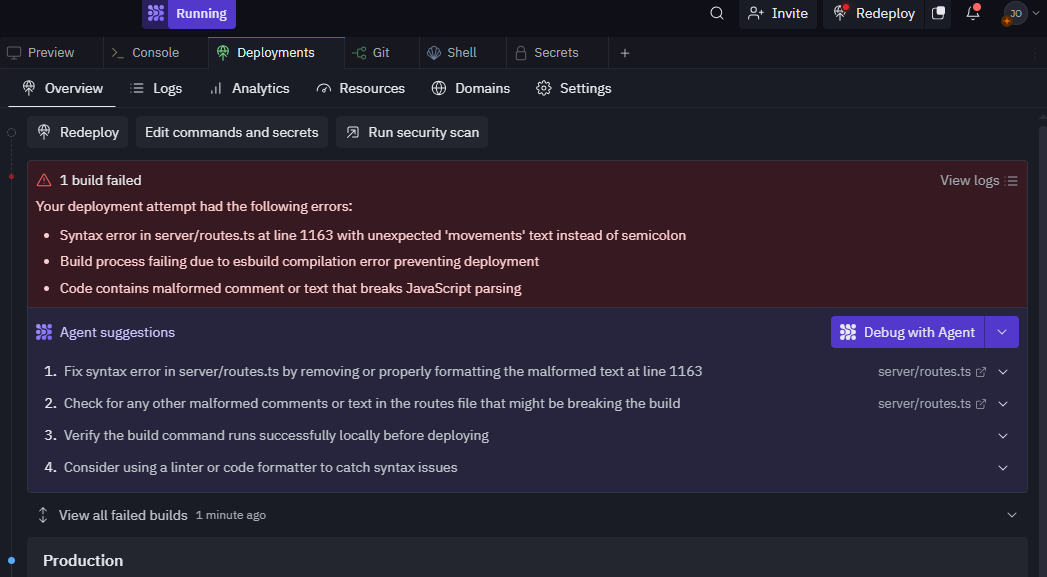 Running
Invite
Redeploy
JO
Preview
Console
Deployments
Git
Shell
Secrets
Overview
Logs
Analytics
Resources
Domains
Settings
Redeploy
Edit commands and secrets
Run security scan
1 build failed
View logs
Your deployment attempt had the following errors:
• Syntax error in server/routes.ts at line 1163 with unexpected 'movements' text instead of semicolon
• Build process failing due to esbuild compilation error preventing deployment
• Code contains malformed comment or text that breaks JavaScript parsing
Agent suggestions
Debug with Agent
1. Fix syntax error in server/routes.ts by removing or properly formatting the malformed text at line 1163
server/routes.ts
2. Check for any other malformed comments or text in the routes file that might be breaking the build
server/routes.ts
3. Verify the build command runs successfully locally before deploying
4. Consider using a linter or code formatter to catch syntax issues
View all failed builds 1 minute ago
Production